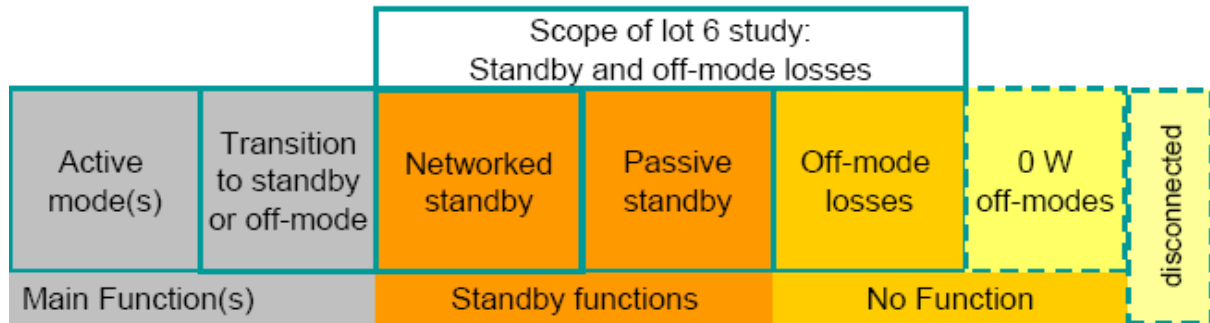 Scope of lot 6 study:
Standby and off-mode losses
Active
mode(s)
Transition
to standby
or off-mode
Networked
standby
Passive
standby
Off-mode
losses
0 W
off-modes
disconnected
Main Function(s)
Standby functions
No Function